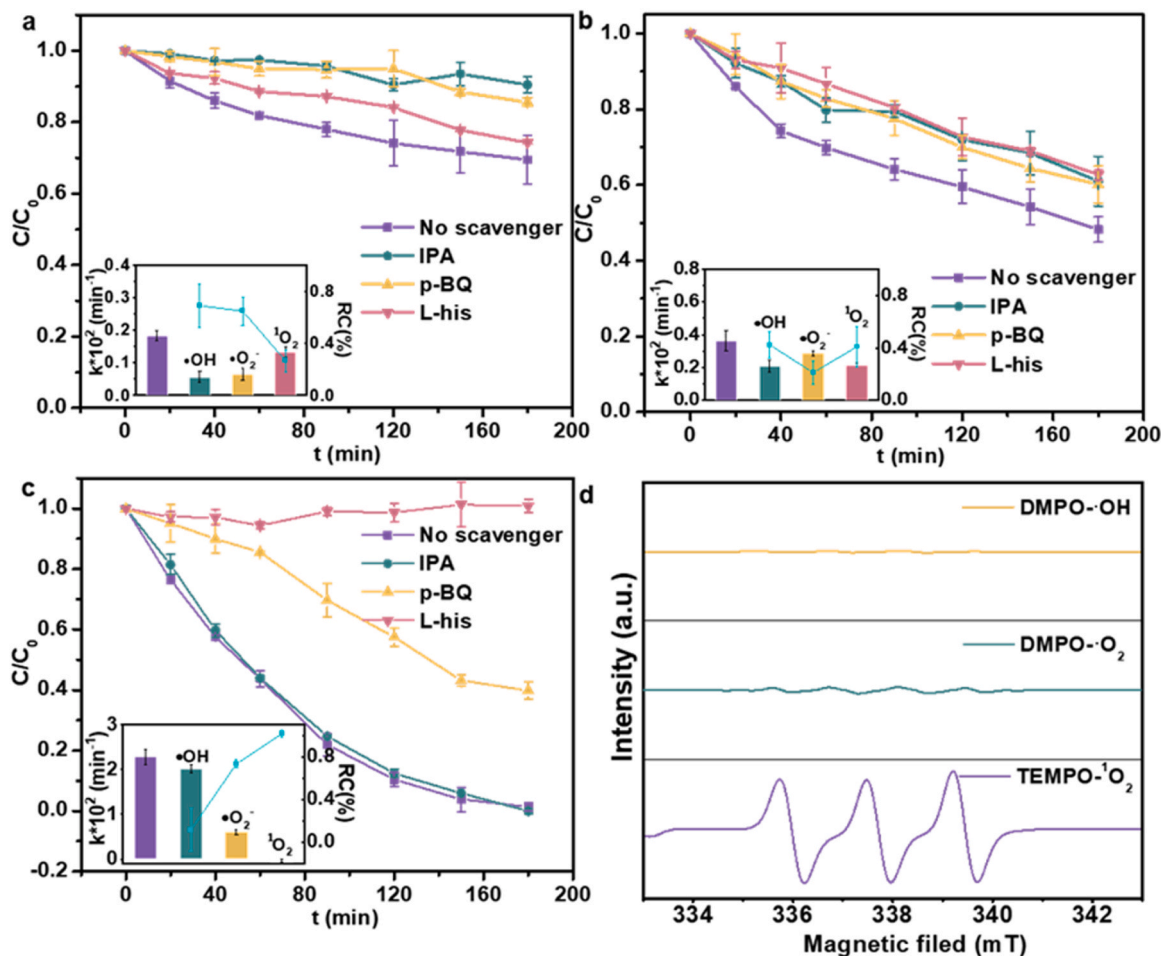 a
1.0
0.8
0.6
0.4
0.2
0.0
C/C₀
No scavenger
IPA
p-BQ
L-his
0.4
0.3
0.2
0.1
0.0
k*10² (min⁻¹)
•OH
•O₂⁻
¹O₂
0.8
0.4
0.0
RC(%)
0 40 80 120 160 200
t (min)
b
1.0
0.8
0.6
0.4
0.2
0.0
C/C₀
No scavenger
IPA
p-BQ
L-his
0.8
0.6
0.4
0.2
0.0
k*10² (min⁻¹)
•OH
•O₂⁻
¹O₂
0.8
0.4
0.0
RC(%)
0 40 80 120 160 200
t (min)
c
1.0
0.8
0.6
0.4
0.2
0.0
-0.2
C/C₀
No scavenger
IPA
p-BQ
L-his
3
2
1
0
k*10² (min⁻¹)
•OH
•O₂⁻
¹O₂
0.8
0.4
0.0
RC(%)
0 40 80 120 160 200
t (min)
d
Intensity (a.u.)
DMPO-·OH
DMPO-·O₂
TEMPO-¹O₂
334 336 338 340 342
Magnetic filed (mT)